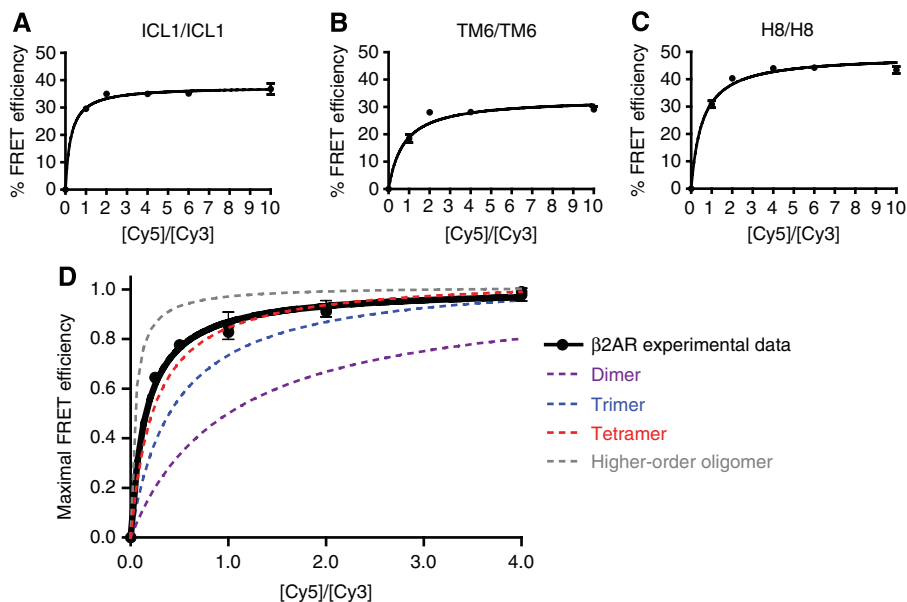 A
ICL1/ICL1
% FRET efficiency
50
40
30
20
10
0
0 1 2 3 4 5 6 7 8 9 10
[Cy5]/[Cy3]
B
TM6/TM6
% FRET efficiency
50
40
30
20
10
0
0 1 2 3 4 5 6 7 8 9 10
[Cy5]/[Cy3]
C
H8/H8
% FRET efficiency
50
40
30
20
10
0
0 1 2 3 4 5 6 7 8 9 10
[Cy5]/[Cy3]
D
Maximal FRET efficiency
1.0
0.8
0.6
0.4
0.2
0.0
0.0 1.0 2.0 3.0 4.0
[Cy5]/[Cy3]
β2AR experimental data
Dimer
Trimer
Tetramer
Higher-order oligomer